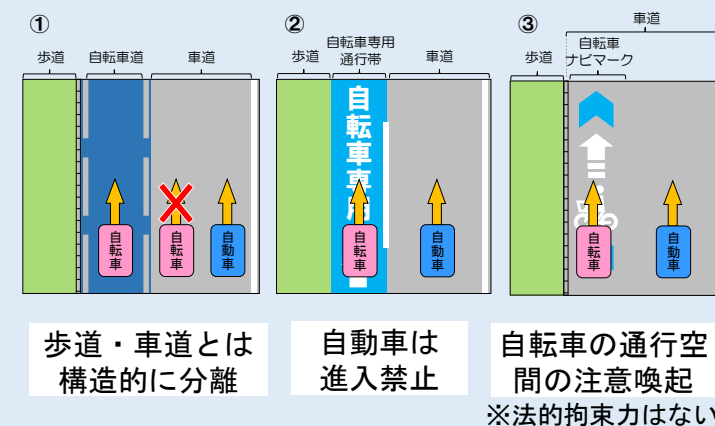 ①
歩道 自転車道 車道
自転車
自転車
自動車
歩道・車道とは
構造的に分離
②
歩道 自転車専用
通行帯 車道
自転車専用
自転車
自動車
自動車は
進入禁止
③
車道
歩道 自転車
ナビマーク
自転車
自動車
自転車の通行空
間の注意喚起
※法的拘束力はない